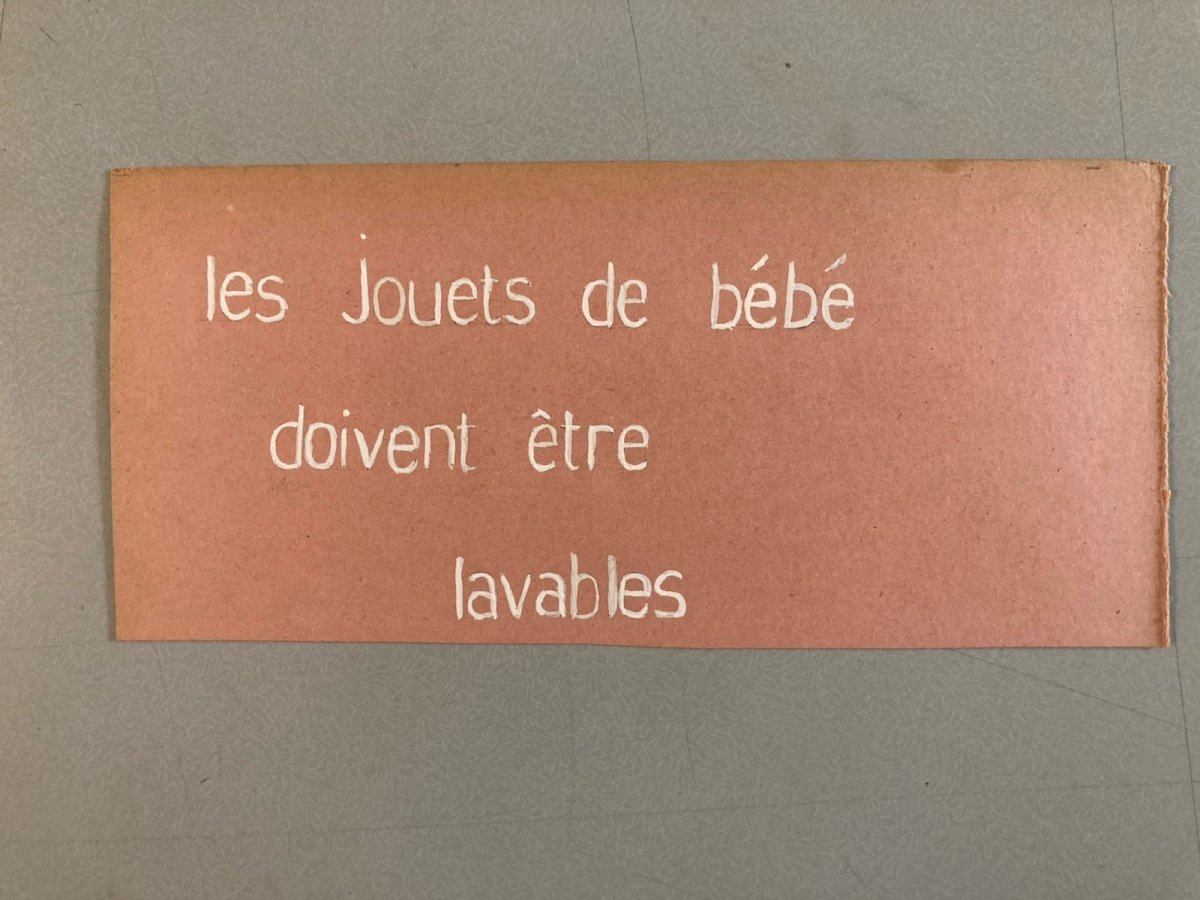 les jouets de bébé
doivent être
lavables